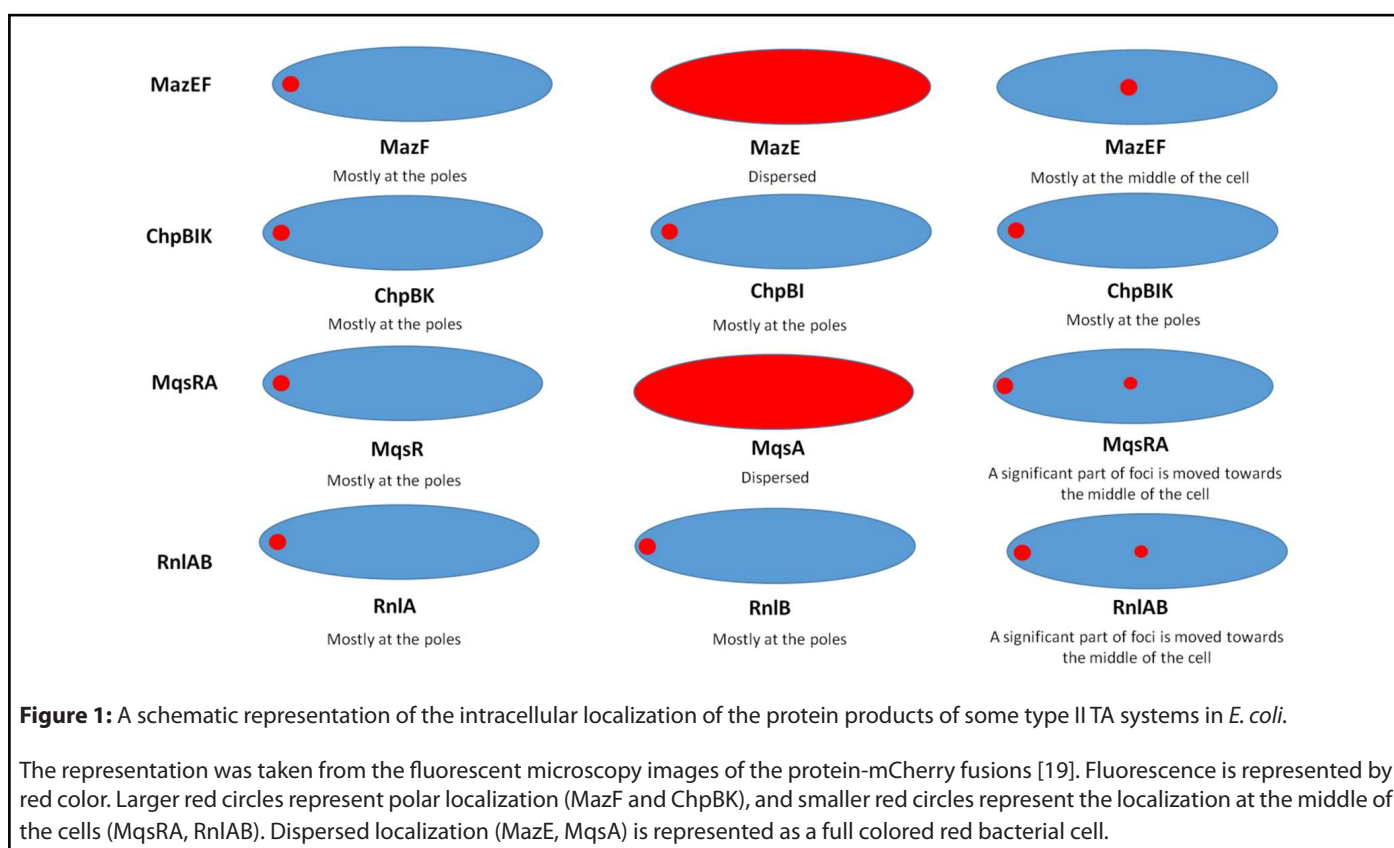 MazEF
MazF
Mostly at the poles
MazE
Dispersed
MazEF
Mostly at the middle of the cell
ChpBIK
ChpBK
Mostly at the poles
ChpBI
Mostly at the poles
ChpBIK
Mostly at the poles
MqsRA
MqsR
Mostly at the poles
MqsA
Dispersed
MqsRA
A significant part of foci is moved towards
the middle of the cell
RnlAB
RnlA
Mostly at the poles
RnlB
Mostly at the poles
RnlAB
A significant part of foci is moved towards
the middle of the cell
Figure 1: A schematic representation of the intracellular localization of the protein products of some type II TA systems in E. coli.
The representation was taken from the fluorescent microscopy images of the protein-mCherry fusions [19]. Fluorescence is represented by
red color. Larger red circles represent polar localization (MazF and ChpBK), and smaller red circles represent the localization at the middle of
the cells (MqsRA, RnlAB). Dispersed localization (MazE, MqsA) is represented as a full colored red bacterial cell.